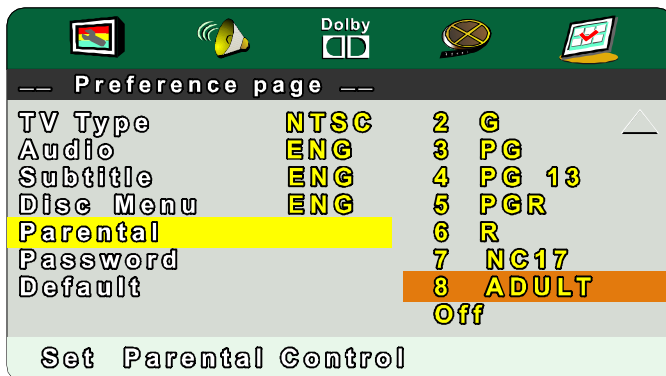 Dolby
-- Preference page --
TV Type NTSC 2 G
Audio ENG 3 PG
Subtitle ENG 4 PG 13
Disc Menu ENG 5 PGR
Parental 6 R
Password 7 NC17
Default 8 ADULT
Off
Set Parental Control